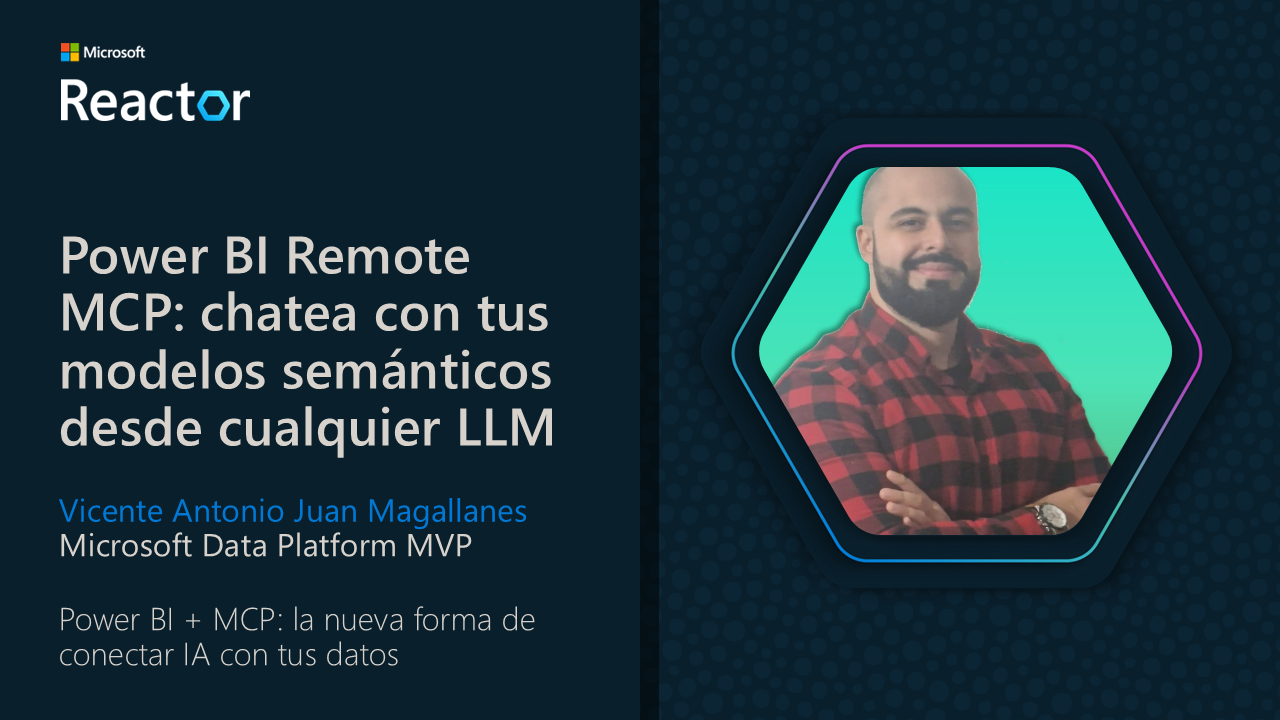 Microsoft
Reactor
Power BI Remote
MCP: chatea con tus
modelos semánticos
desde cualquier LLM
Vicente Antonio Juan Magallanes
Microsoft Data Platform MVP
Power BI + MCP: la nueva forma de
conectar IA con tus datos